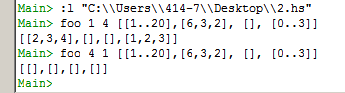 Main> :l "C:\\Users\\414-7\\Desktop\\2.hs"
Main> foo 1 4 [[1..20],[6,3,2], [], [0..3]]
[[2,3,4],[],[],[1,2,3]]
Main> foo 4 1 [[1..20],[6,3,2], [], [0..3]]
[[],[],[],[]]
Main>